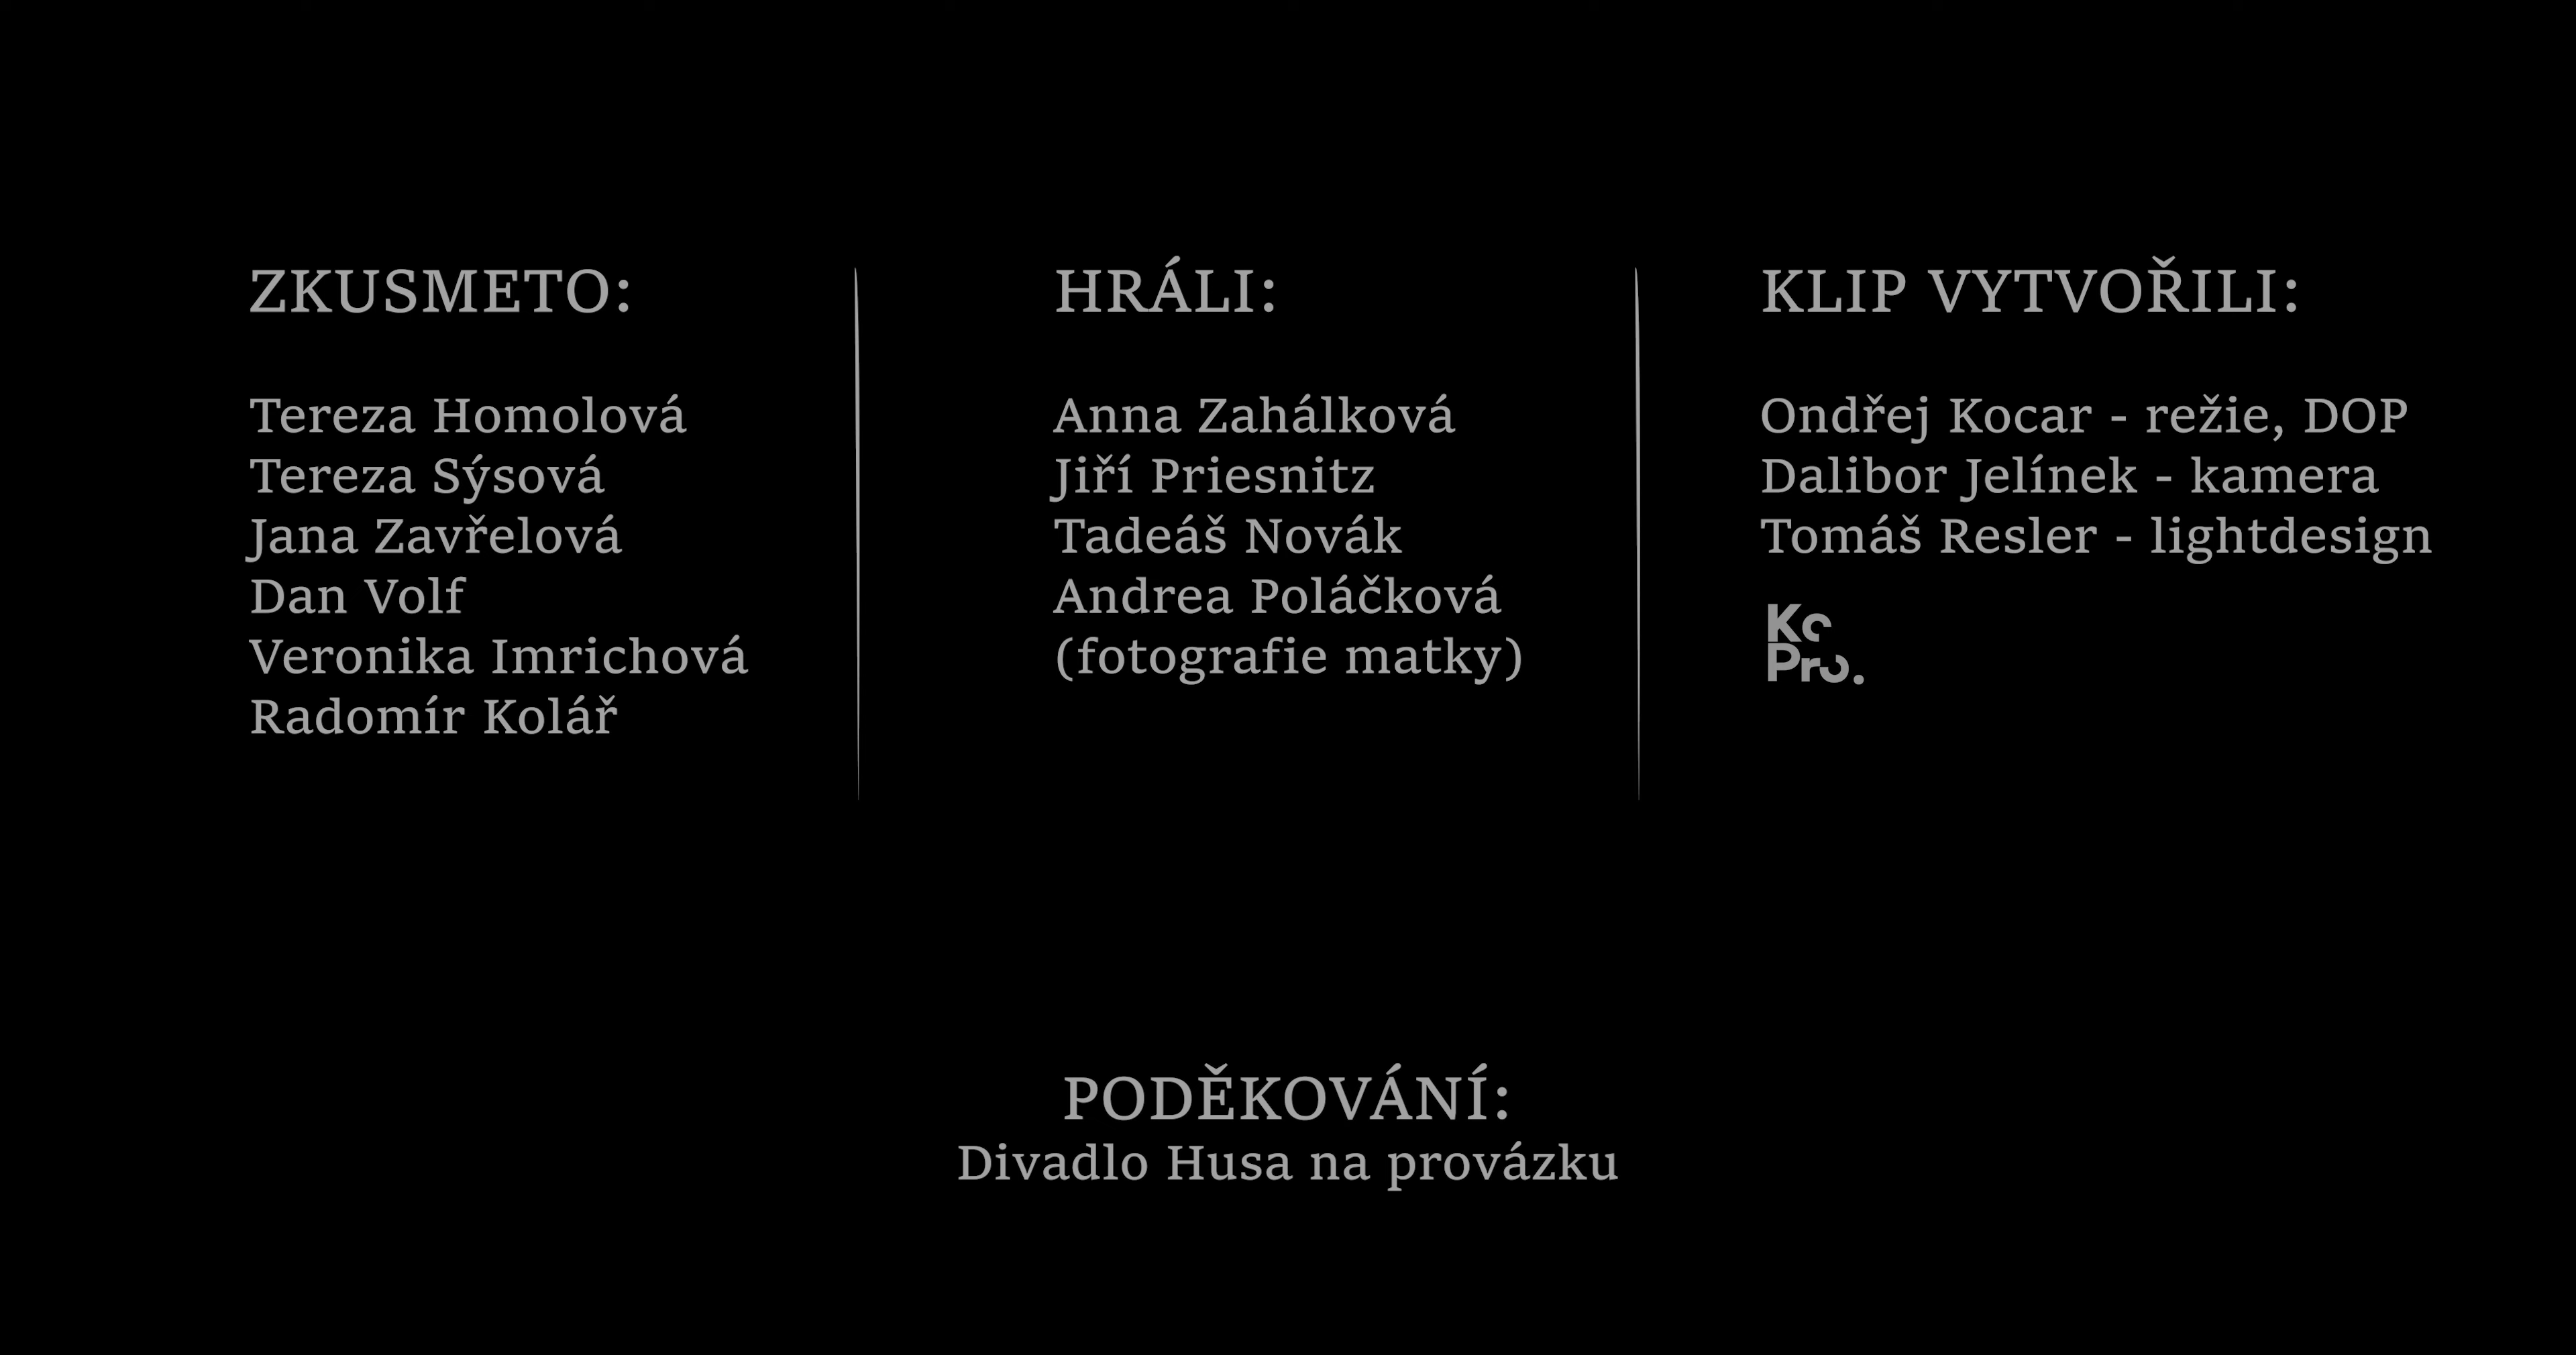 ZKUSMETO:
Tereza Homolová
Tereza Sýsová
Jana Zavřelová
Dan Volf
Veronika Imrichová
Radomír Kolář
HRÁLI:
Anna Zahálková
Jiří Priesnitz
Tadeáš Novák
Andrea Poláčková
(fotografie matky)
KLIP VYTVOŘILI:
Ondřej Kocar - režie, DOP
Dalibor Jelínek - kamera
Tomáš Resler - lightdesign
Ko
Pro.
PODĚKOVÁNÍ:
Divadlo Husa na provázku